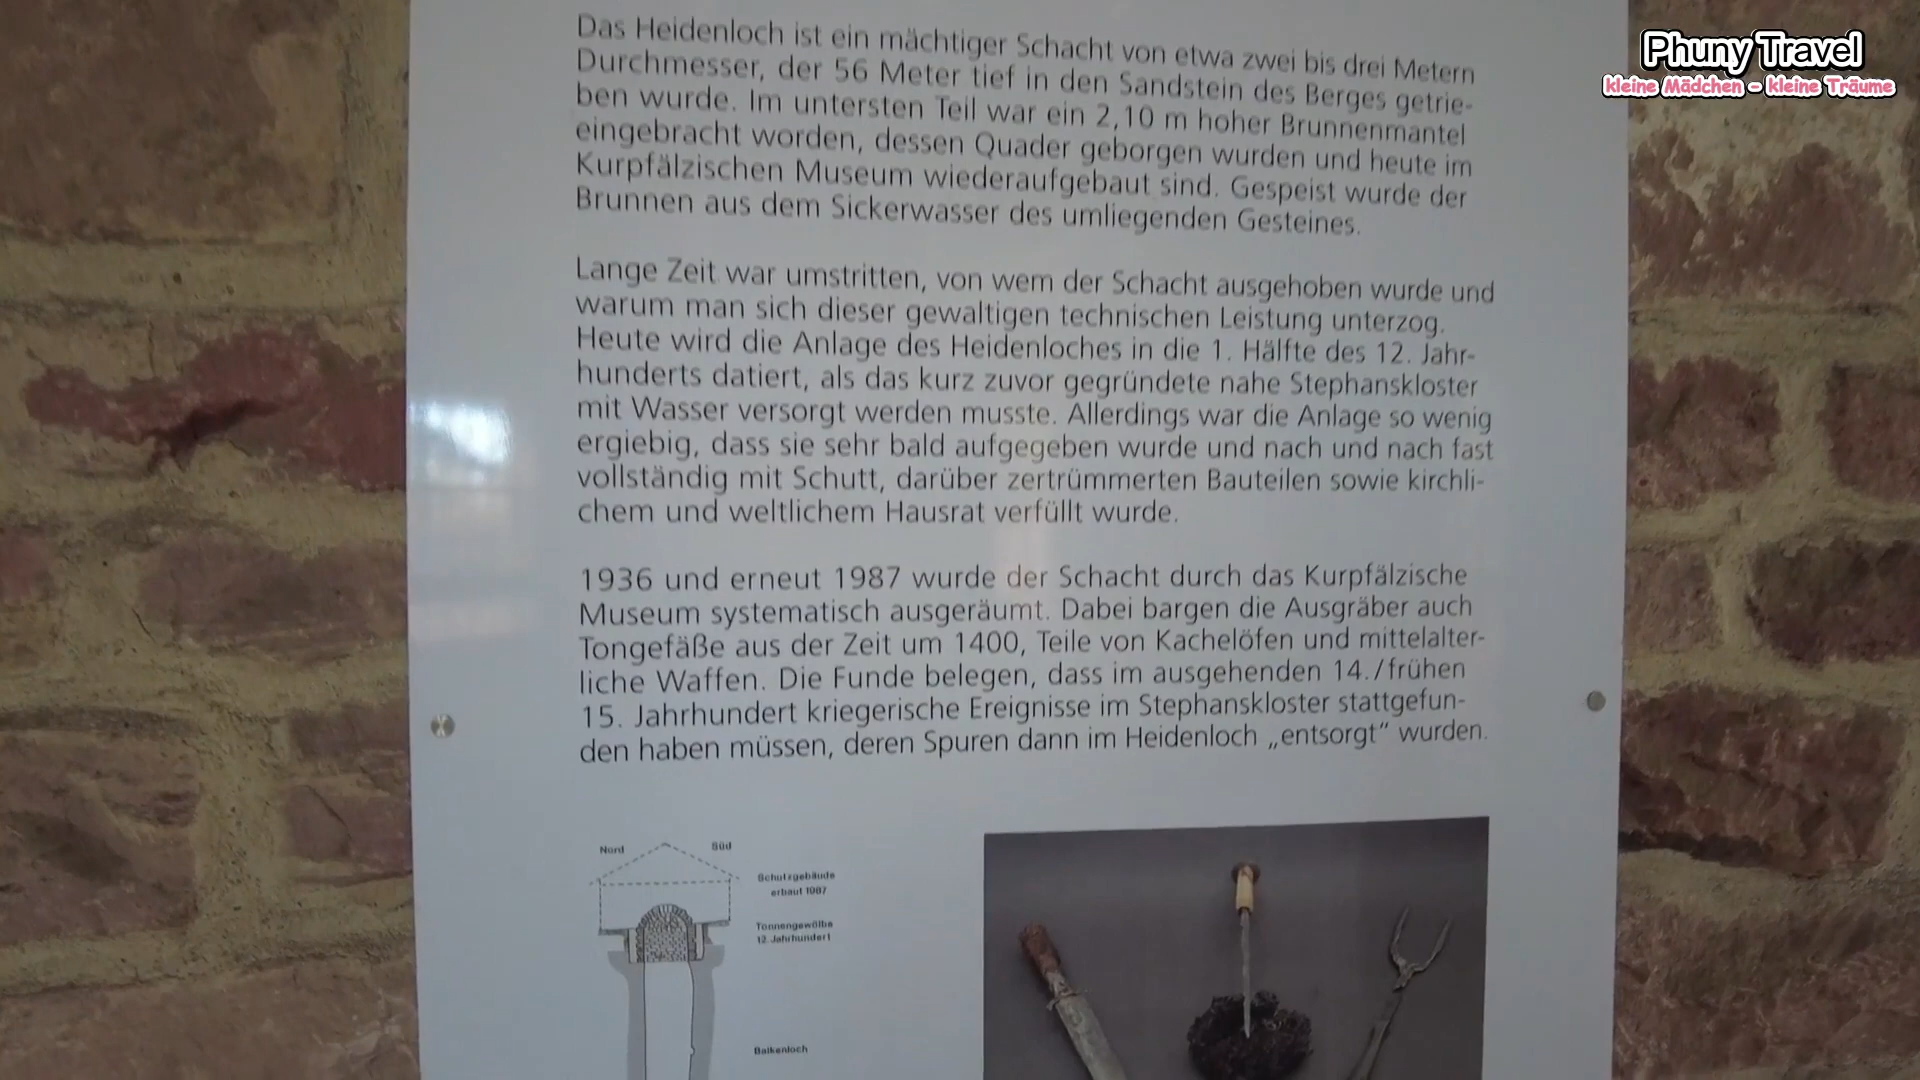 Phuny Travel
kleine Mädchen - kleine Träume
Das Heidenloch ist ein mächtiger Schacht von etwa zwei bis drei Metern
Durchmesser, der 56 Meter tief in den Sandstein des Berges getrie-
ben wurde. Im untersten Teil war ein 2,10 m hoher Brunnenmantel
eingebracht worden, dessen Quader geborgen wurden und heute im
Kurpfälzischen Museum wiederaufgebaut sind. Gespeist wurde der
Brunnen aus dem Sickerwasser des umliegenden Gesteines.
Lange Zeit war umstritten, von wem der Schacht ausgehoben wurde und
warum man sich dieser gewaltigen technischen Leistung unterzog.
Heute wird die Anlage des Heidenloches in die 1. Hälfte des 12. Jahr-
hunderts datiert, als das kurz zuvor gegründete nahe Stephanskloster
mit Wasser versorgt werden musste. Allerdings war die Anlage so wenig
ergiebig, dass sie sehr bald aufgegeben wurde und nach und nach fast
vollständig mit Schutt, darüber zertrümmerten Bauteilen sowie kirchli-
chem und weltlichem Hausrat verfüllt wurde.
1936 und erneut 1987 wurde der Schacht durch das Kurpfälzische
Museum systematisch ausgeräumt. Dabei bargen die Ausgräber auch
Tongefäße aus der Zeit um 1400, Teile von Kachelöfen und mittelalter-
liche Waffen. Die Funde belegen, dass im ausgehenden 14./frühen
15. Jahrhundert kriegerische Ereignisse im Stephanskloster stattgefun-
den haben müssen, deren Spuren dann im Heidenloch „entsorgt“ wurden.
Nord Süd
Schutzgebäude
erbaut 1987
Tonnengewölbe
12. Jahrhundert
Balkenloch